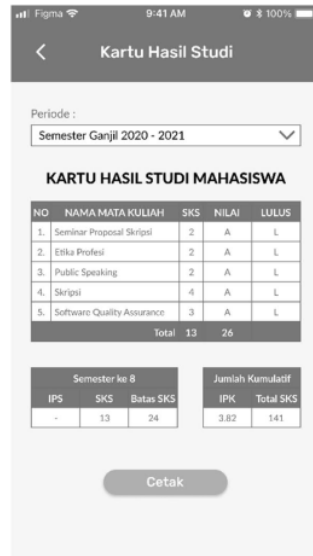 Figma 9:41 AM 100%
Kartu Hasil Studi
Periode :
Semester Ganjil 2020 - 2021
KARTU HASIL STUDI MAHASISWA
NO NAMA MATA KULIAH SKS NILAI LULUS
1. Seminar Proposal Skripsi 2 A L
2. Etika Profesi 2 A L
3. Public Speaking 2 A L
4. Skripsi 4 A L
5. Software Quality Assurance 3 A L
Total 13 26
Semester ke 8
IPS SKS Batas SKS
- 13 24
Jumlah Kumulatif
IPK Total SKS
3.82 141
Cetak